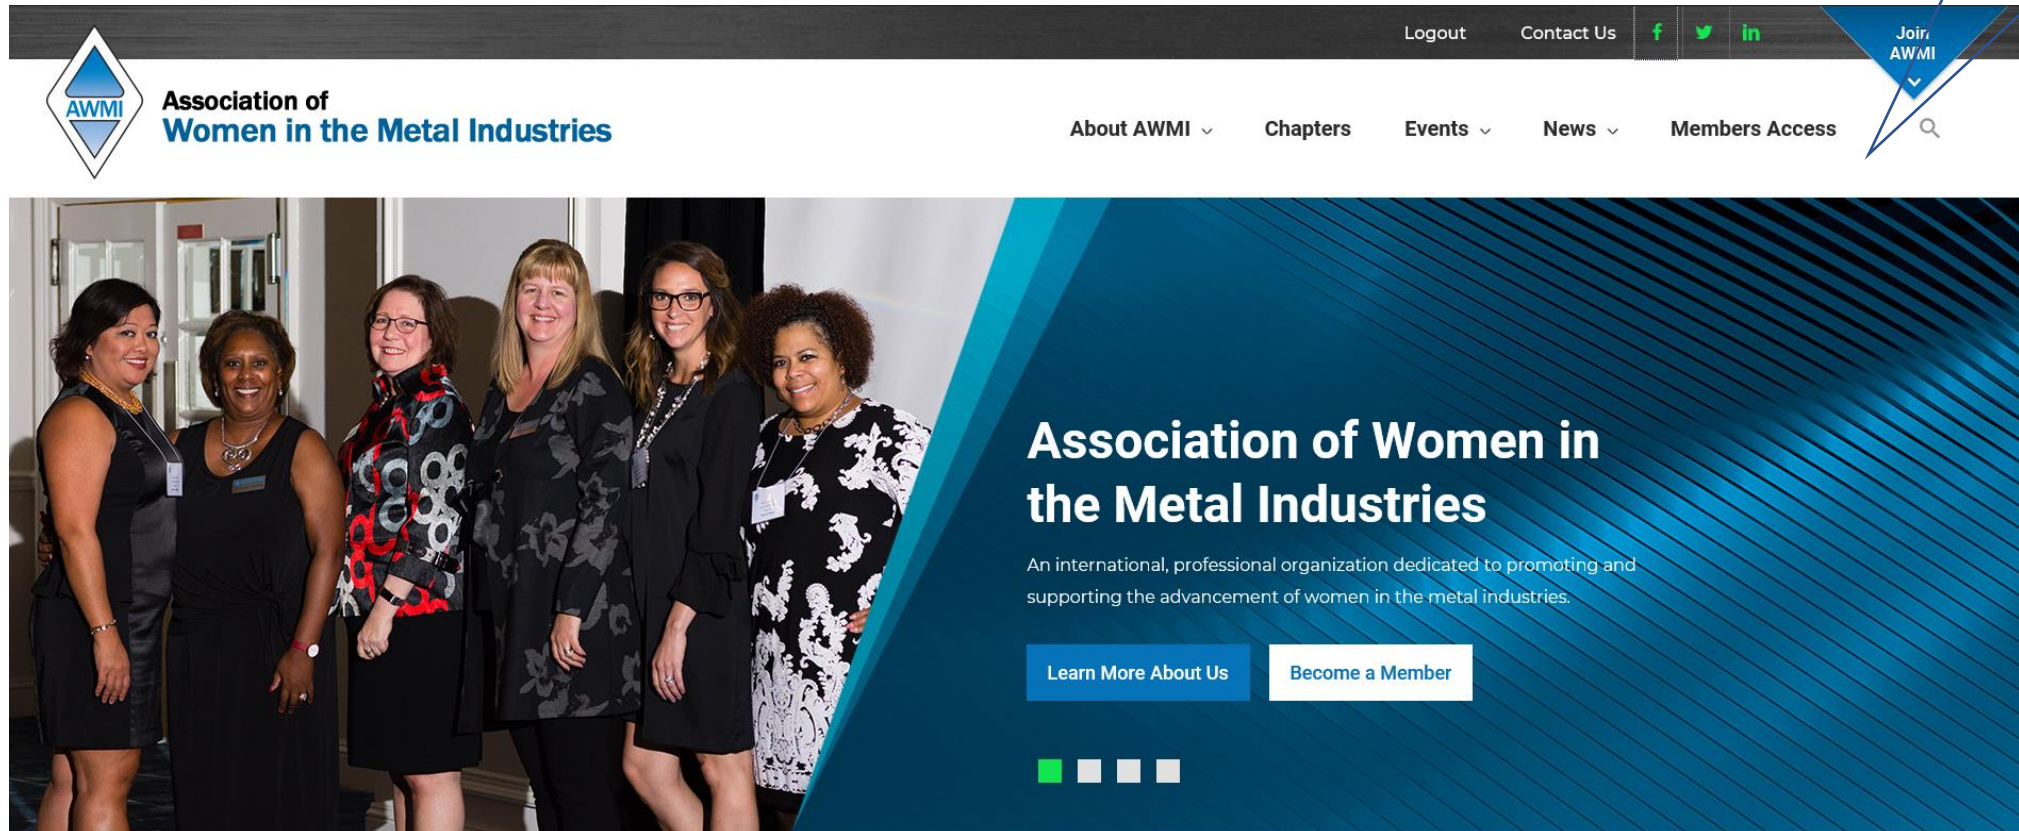 Logout Contact Us f in Join
AWMI
AWMI
Association of
Women in the Metal Industries
About AWMI Chapters Events News Members Access
Association of Women in
the Metal Industries
An international, professional organization dedicated to promoting and
supporting the advancement of women in the metal industries.
Learn More About Us Become a Member